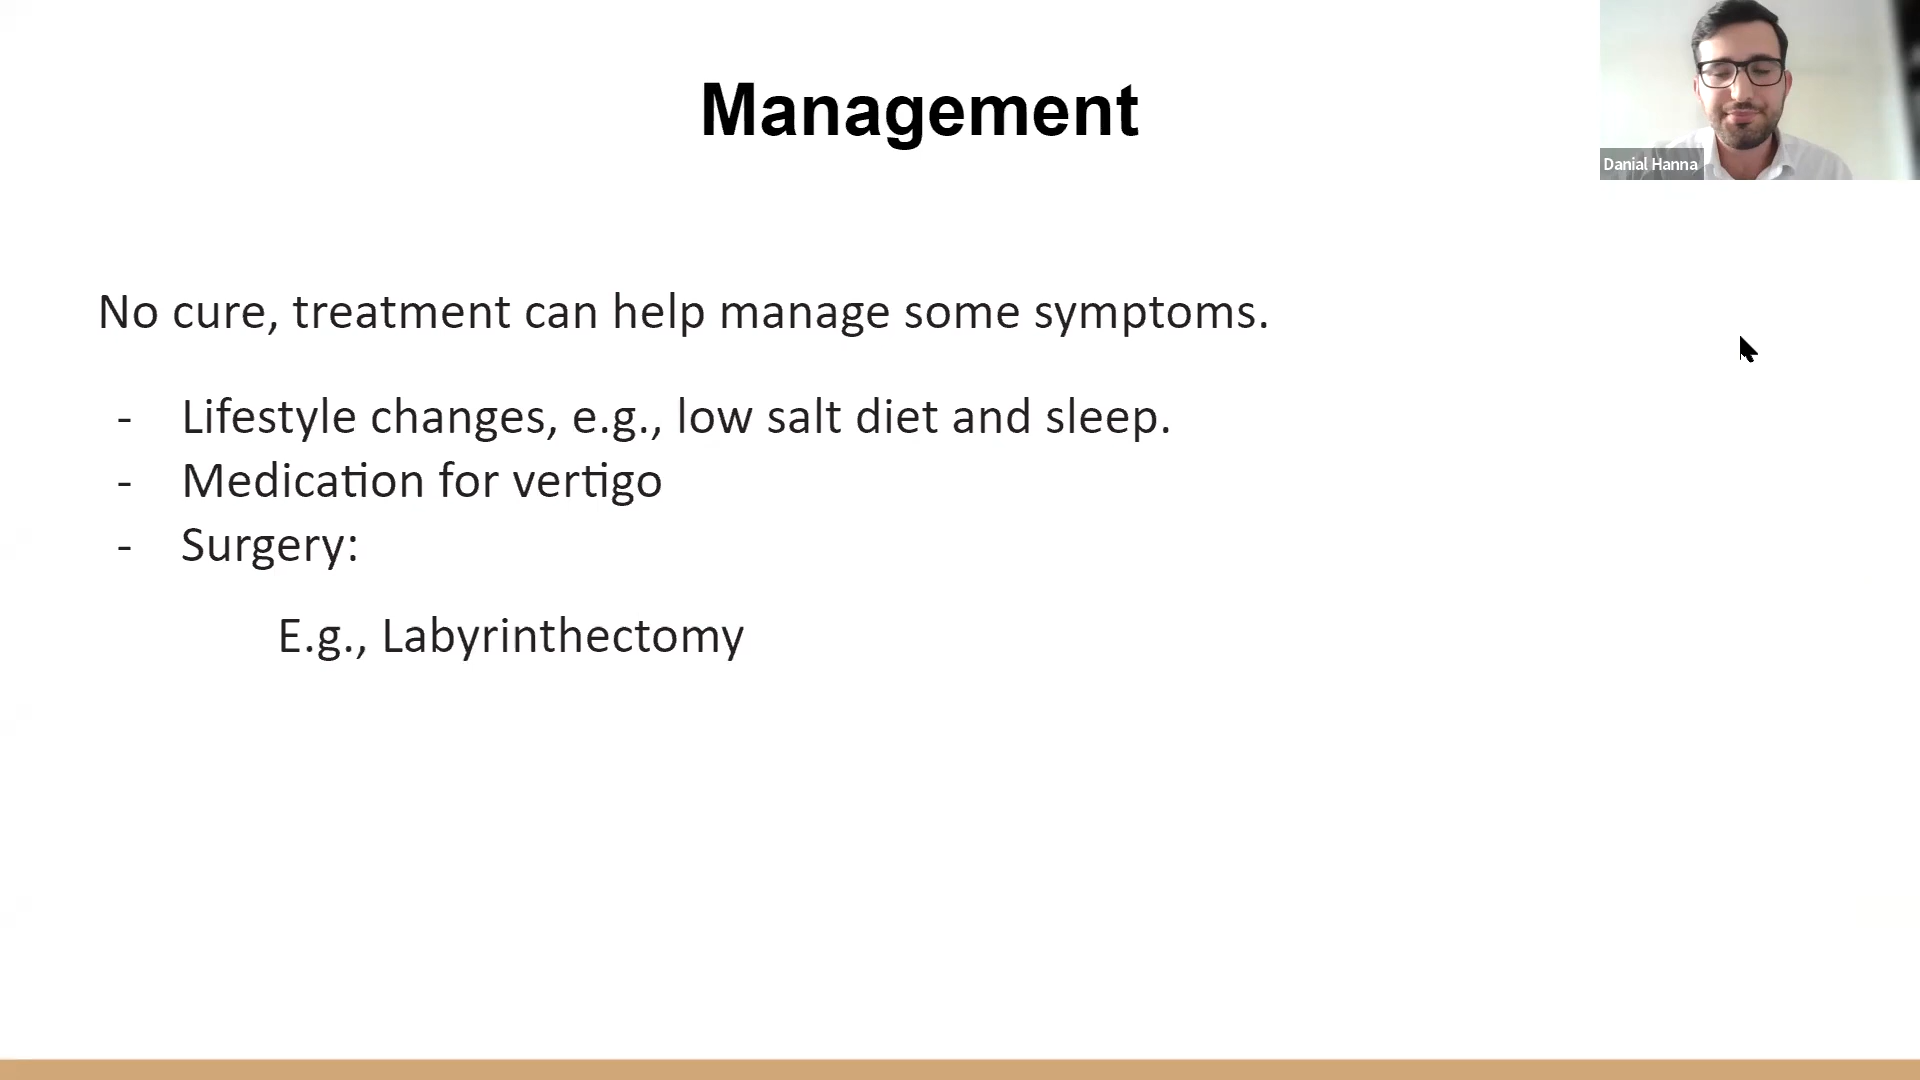 Management
Danial Hanna
No cure, treatment can help manage some symptoms.
- Lifestyle changes, e.g., low salt diet and sleep.
- Medication for vertigo
- Surgery:
E.g., Labyrinthectomy